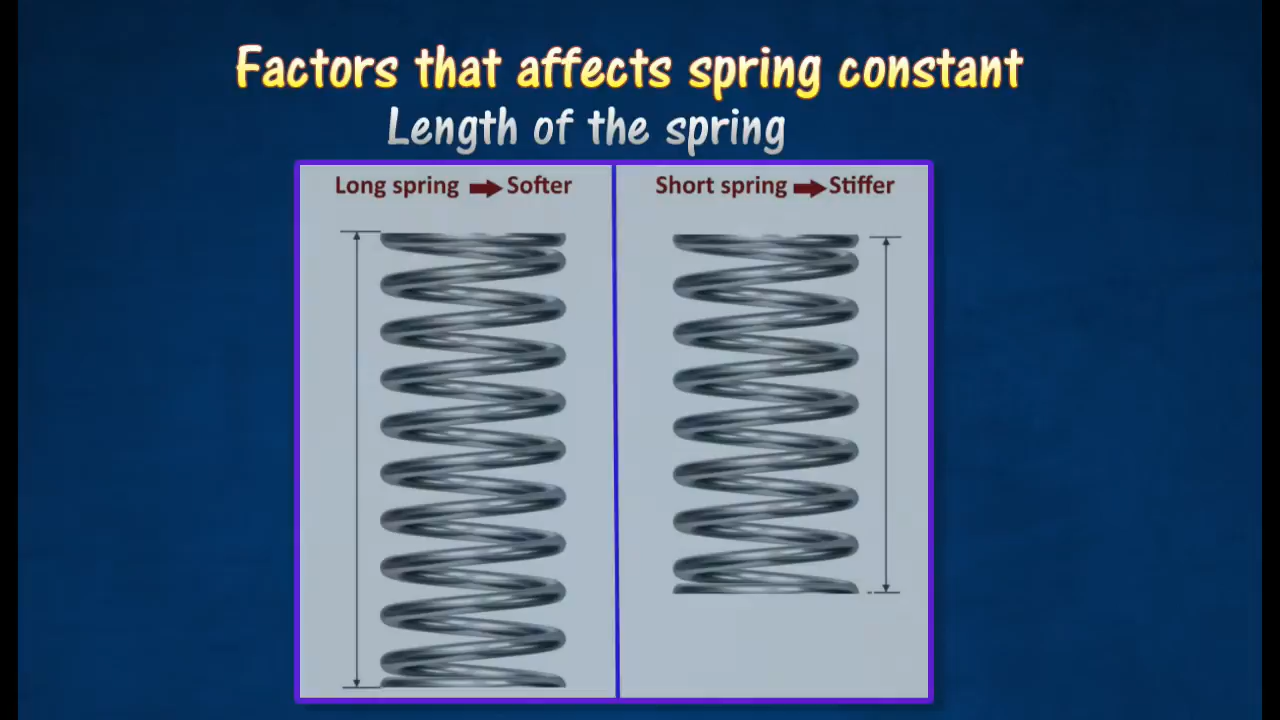 Factors that affects spring constant
Length of the spring
Long spring ➡ Softer
Short spring ➡ Stiffer